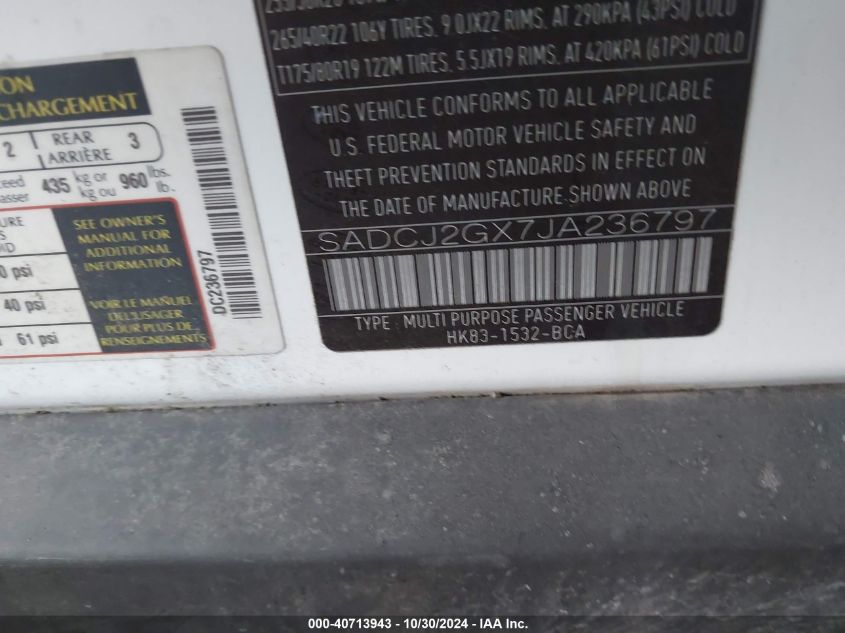 TON
CHARGEMENT
2 REAR 3
ARRIÈRE
435 kg or 960 lbs.
kg ou lb.
SEE OWNER'S
MANUAL FOR
ADDITIONAL
INFORMATION
0 psi
40 psi
61 psi
VOIR LE MANUEL
DE L'USAGER
POUR PLUS DE
RENSEIGNEMENTS
DC236797
265/40R22 106Y TIRES, 9.0JX22 RIMS, AT 290KPA (43PSI) COLD
T175/80R19 122M TIRES, 5.5JX19 RIMS, AT 420KPA (61PSI) COLD
THIS VEHICLE CONFORMS TO ALL APPLICABLE
U.S. FEDERAL MOTOR VEHICLE SAFETY AND
THEFT PREVENTION STANDARDS IN EFFECT ON
THE DATE OF MANUFACTURE SHOWN ABOVE
SADCJ2GX7JA236797
TYPE: MULTI PURPOSE PASSENGER VEHICLE
HK83-1532-BCA
000-40713943 - 10/30/2024 - IAA Inc.